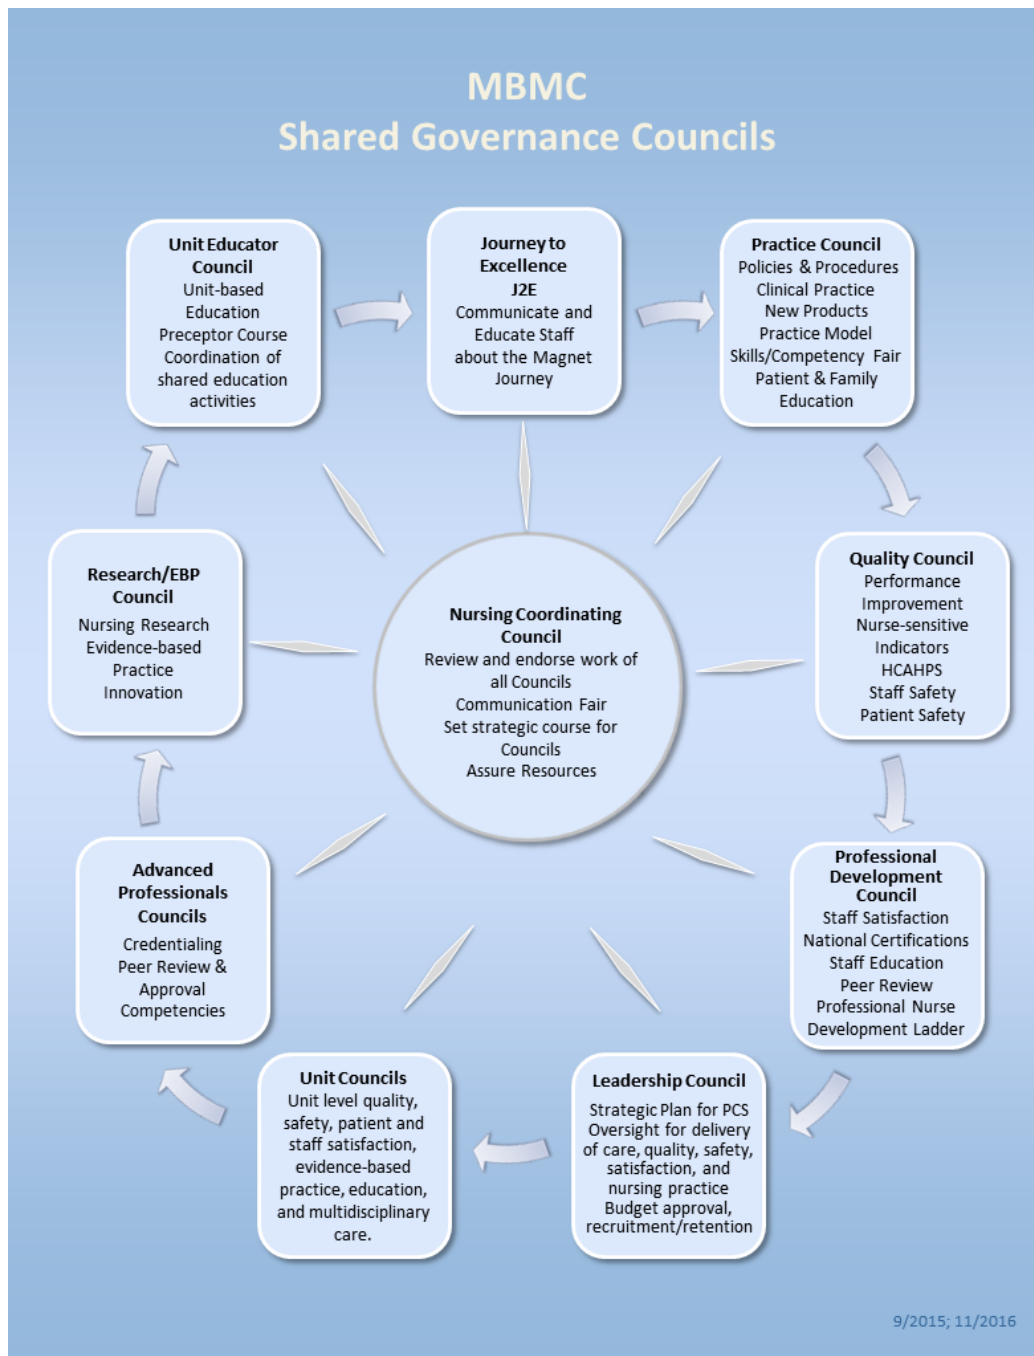 MBMC
Shared Governance Councils
Unit Educator
Council
Unit-based
Education
Preceptor Course
Coordination of
shared education
activities
Journey to
Excellence
J2E
Communicate and
Educate Staff
about the Magnet
Journey
Practice Council
Policies & Procedures
Clinical Practice
New Products
Practice Model
Skills/Competency Fair
Patient & Family
Education
Research/EBP
Council
Nursing Research
Evidence-based
Practice
Innovation
Nursing Coordinating
Council
Review and endorse work of
all Councils
Communication Fair
Set strategic course for
Councils
Assure Resources
Quality Council
Performance
Improvement
Nurse-sensitive
Indicators
HCAHPS
Staff Safety
Patient Safety
Advanced
Professionals
Councils
Credentialing
Peer Review &
Approval
Competencies
Professional
Development
Council
Staff Satisfaction
National Certifications
Staff Education
Peer Review
Professional Nurse
Development Ladder
Unit Councils
Unit level quality,
safety, patient and
staff satisfaction,
evidence-based
practice, education,
and multidisciplinary
care.
Leadership Council
Strategic Plan for PCS
Oversight for delivery
of care, quality, safety,
satisfaction, and
nursing practice
Budget approval,
recruitment/retention
9/2015; 11/2016